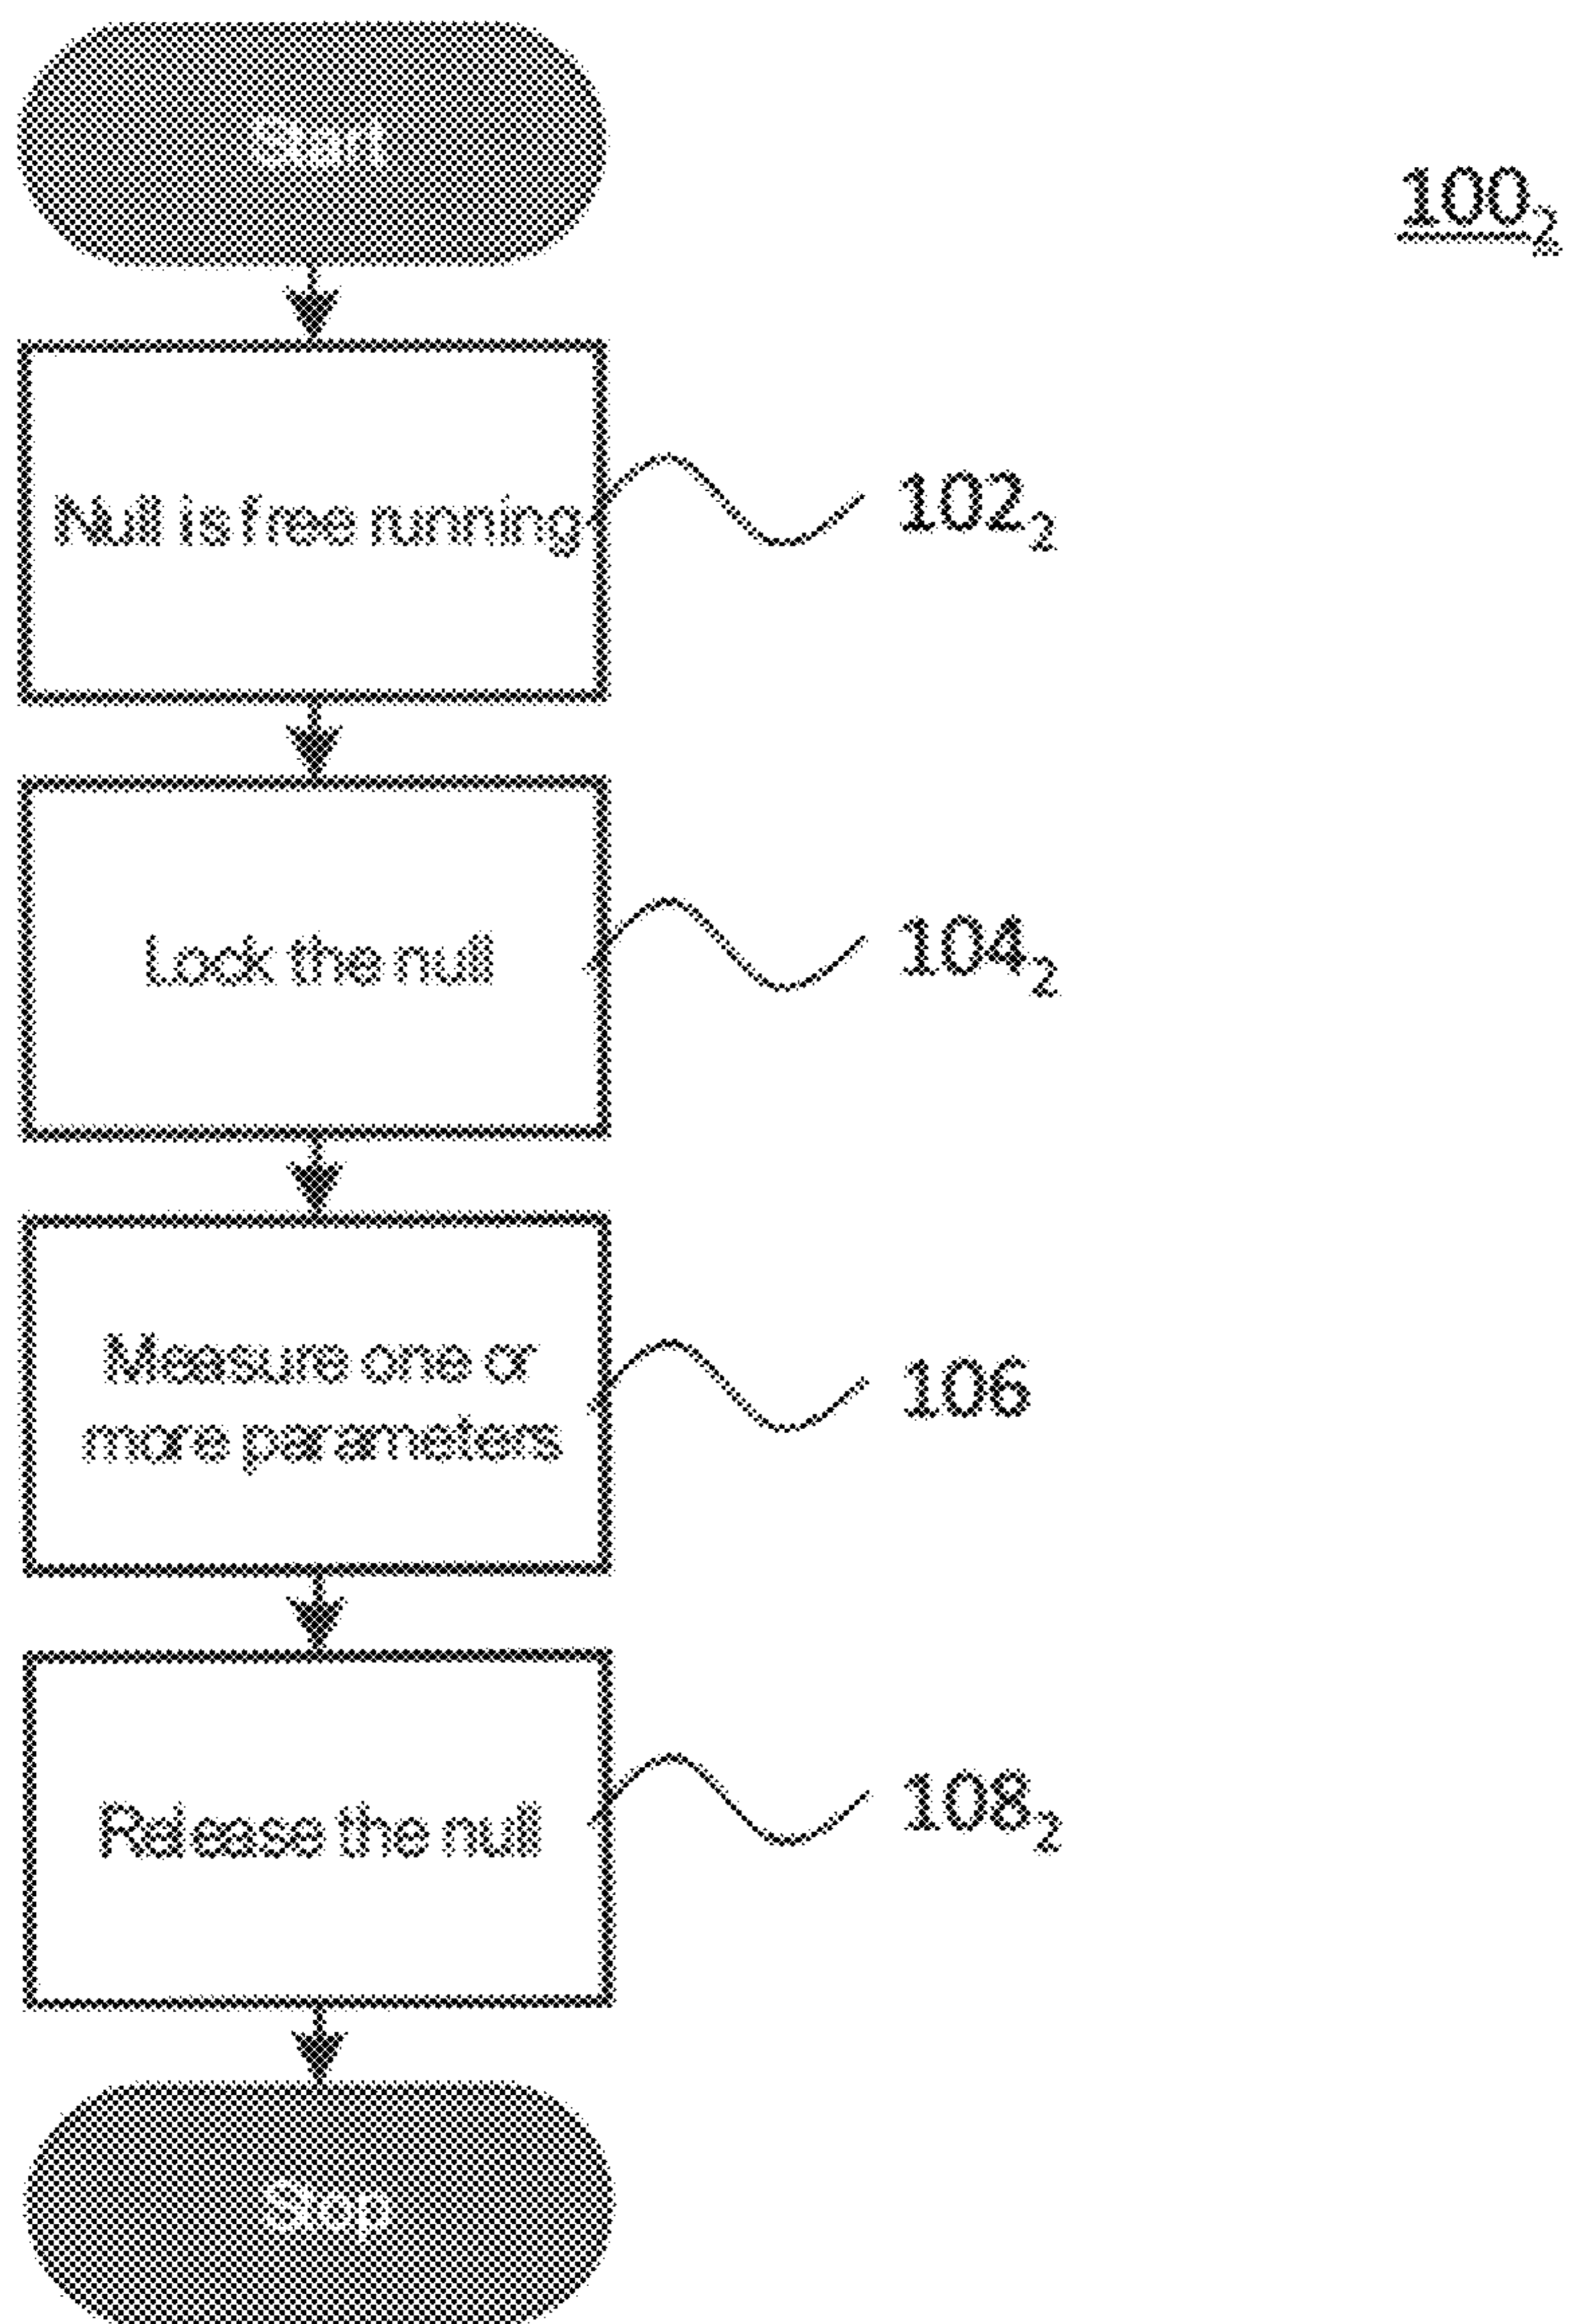 Start
100₂
Null is free running
102₂
Lock the null
104₂
Measure one or
more parameters
106
Release the null
108₂
Stop